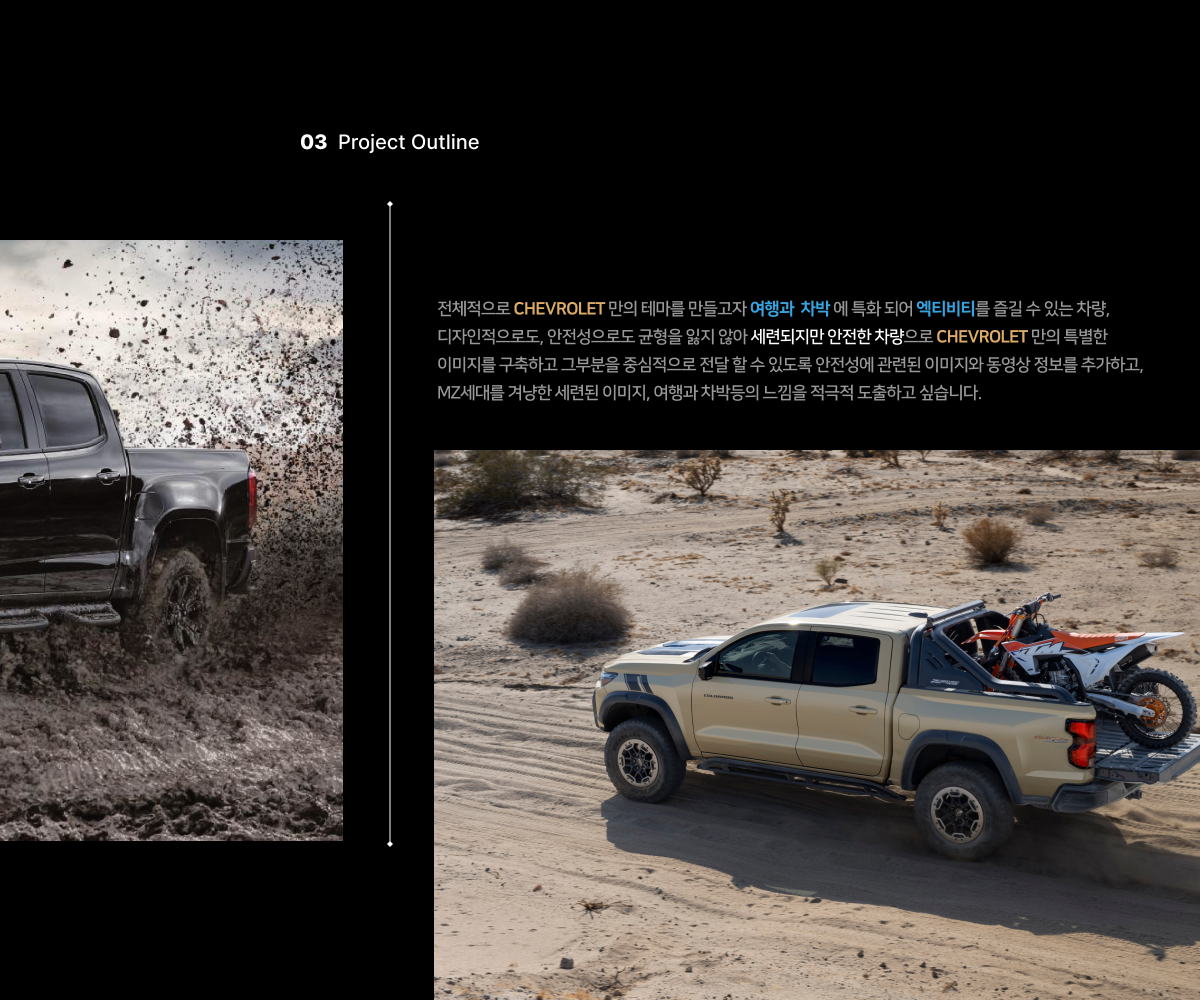 03 Project Outline
전체적으로 CHEVROLET 만의 테마를 만들고자 여행과 차박 에 특화 되어 엑티비티를 즐길 수 있는 차량,
디자인적으로도, 안전성으로도 균형을 잃지 않아 세련되지만 안전한 차량으로 CHEVROLET 만의 특별한
이미지를 구축하고 그부분을 중심적으로 전달 할 수 있도록 안전성에 관련된 이미지와 동영상 정보를 추가하고,
MZ세대를 겨냥한 세련된 이미지, 여행과 차박등의 느낌을 적극적 도출하고 싶습니다.
COLORADO